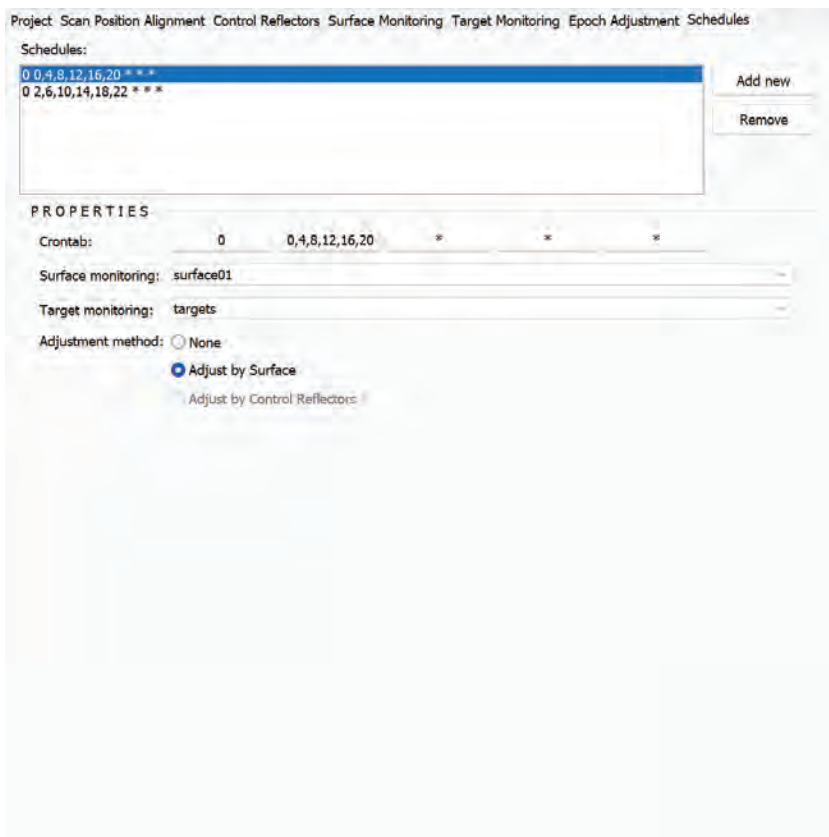 Project Scan Position Alignment Control Reflectors Surface Monitoring Target Monitoring Epoch Adjustment Schedules
Schedules:
0 0,4,8,12,16,20 * * *
0 2,6,10,14,18,22 * * *
Add new
Remove
PROPERTIES
Crontab: 0 0,4,8,12,16,20 * * *
Surface monitoring: surface01
Target monitoring: targets
Adjustment method: None
Adjust by Surface
Adjust by Control Reflectors